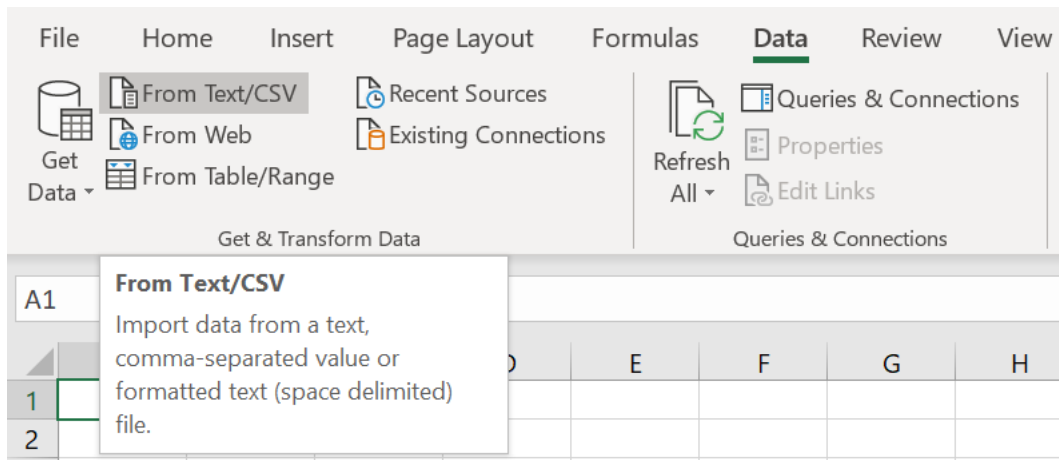 File Home Insert Page Layout Formulas Data Review View
From Text/CSV
From Web
From Table/Range
Get
Data
Recent Sources
Existing Connections
Get & Transform Data
Refresh
All
Queries & Connections
Properties
Edit Links
Queries & Connections
A1
From Text/CSV
Import data from a text,
comma-separated value or
formatted text (space delimited)
file.
E F G H
1
2